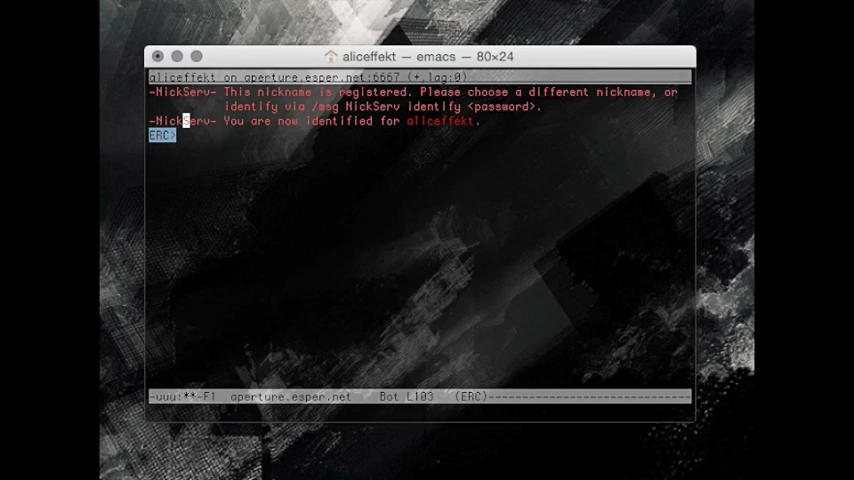 aliceffekt — emacs — 80×24
aliceffekt on aperture.esper.net:6667 (+,lag:0)
-NickServ- This nickname is registered. Please choose a different nickname, or
identify via /msg NickServ identify <password>.
-NickServ- You are now identified for aliceffekt.
ERC>
-uuu:**-F1  aperture.esper.net    Bot L103   (ERC)-----------------------------